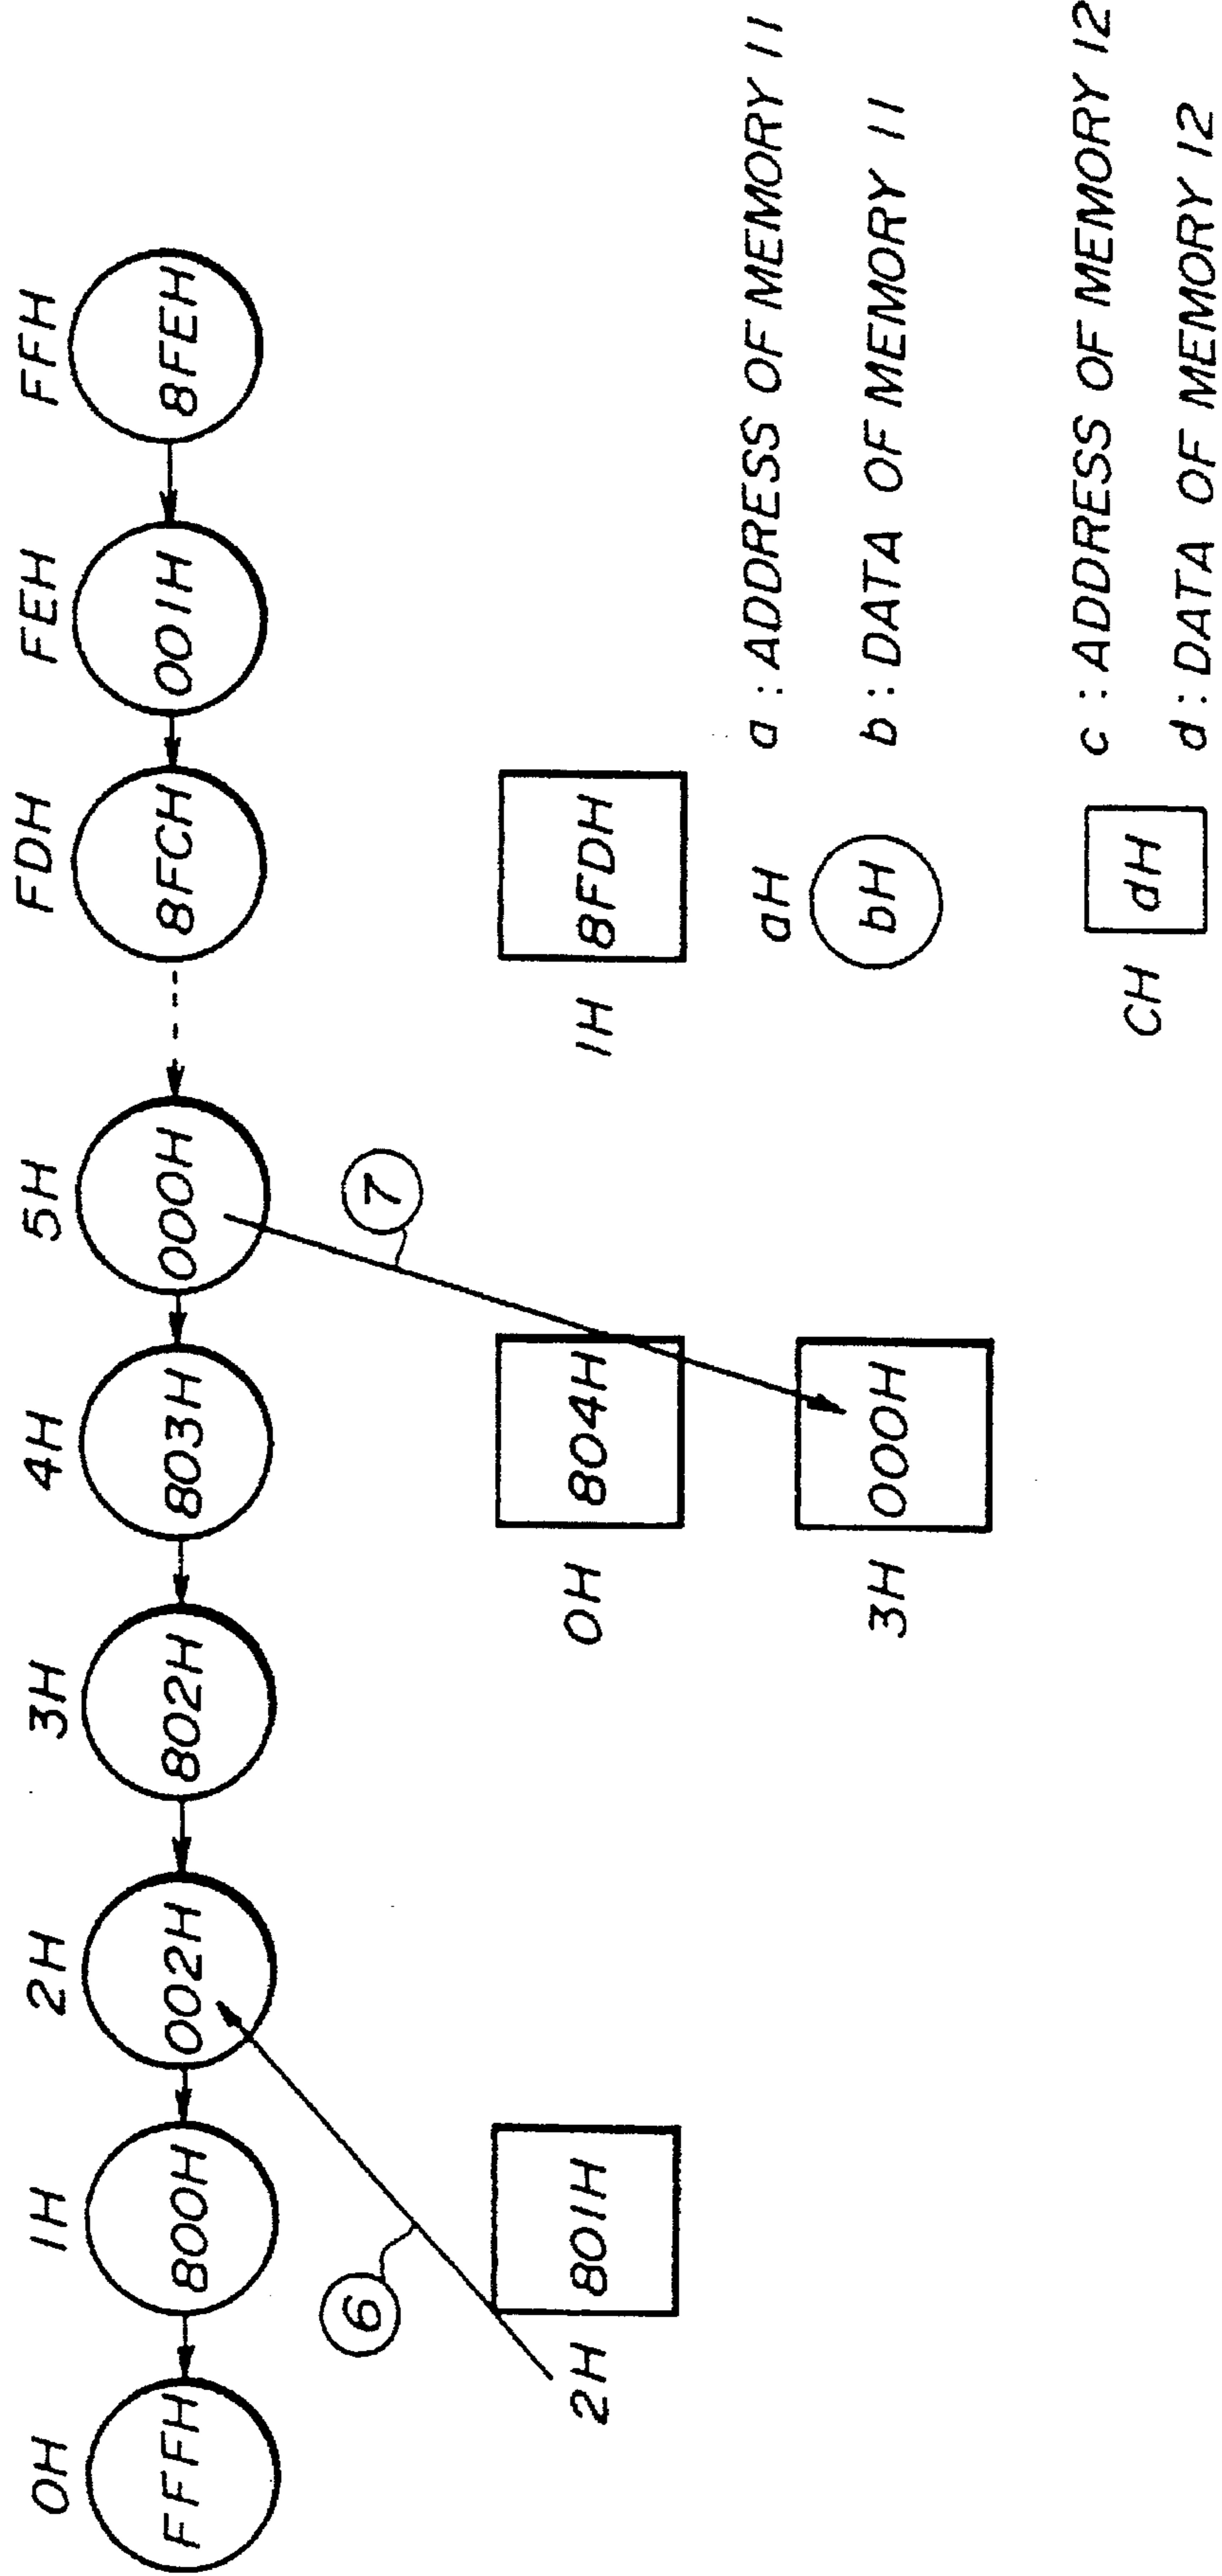 0H 1H 2H 3H 4H 5H FDH FEH FFH
FFFH 800H 002H 802H 803H 000H 8FCH 001H 8FEH
6 7
2H 801H 0H 804H 1H 8FDH
3H 000H
aH a : ADDRESS OF MEMORY 11
bH b : DATA OF MEMORY 11
CH dH c : ADDRESS OF MEMORY 12
d : DATA OF MEMORY 12